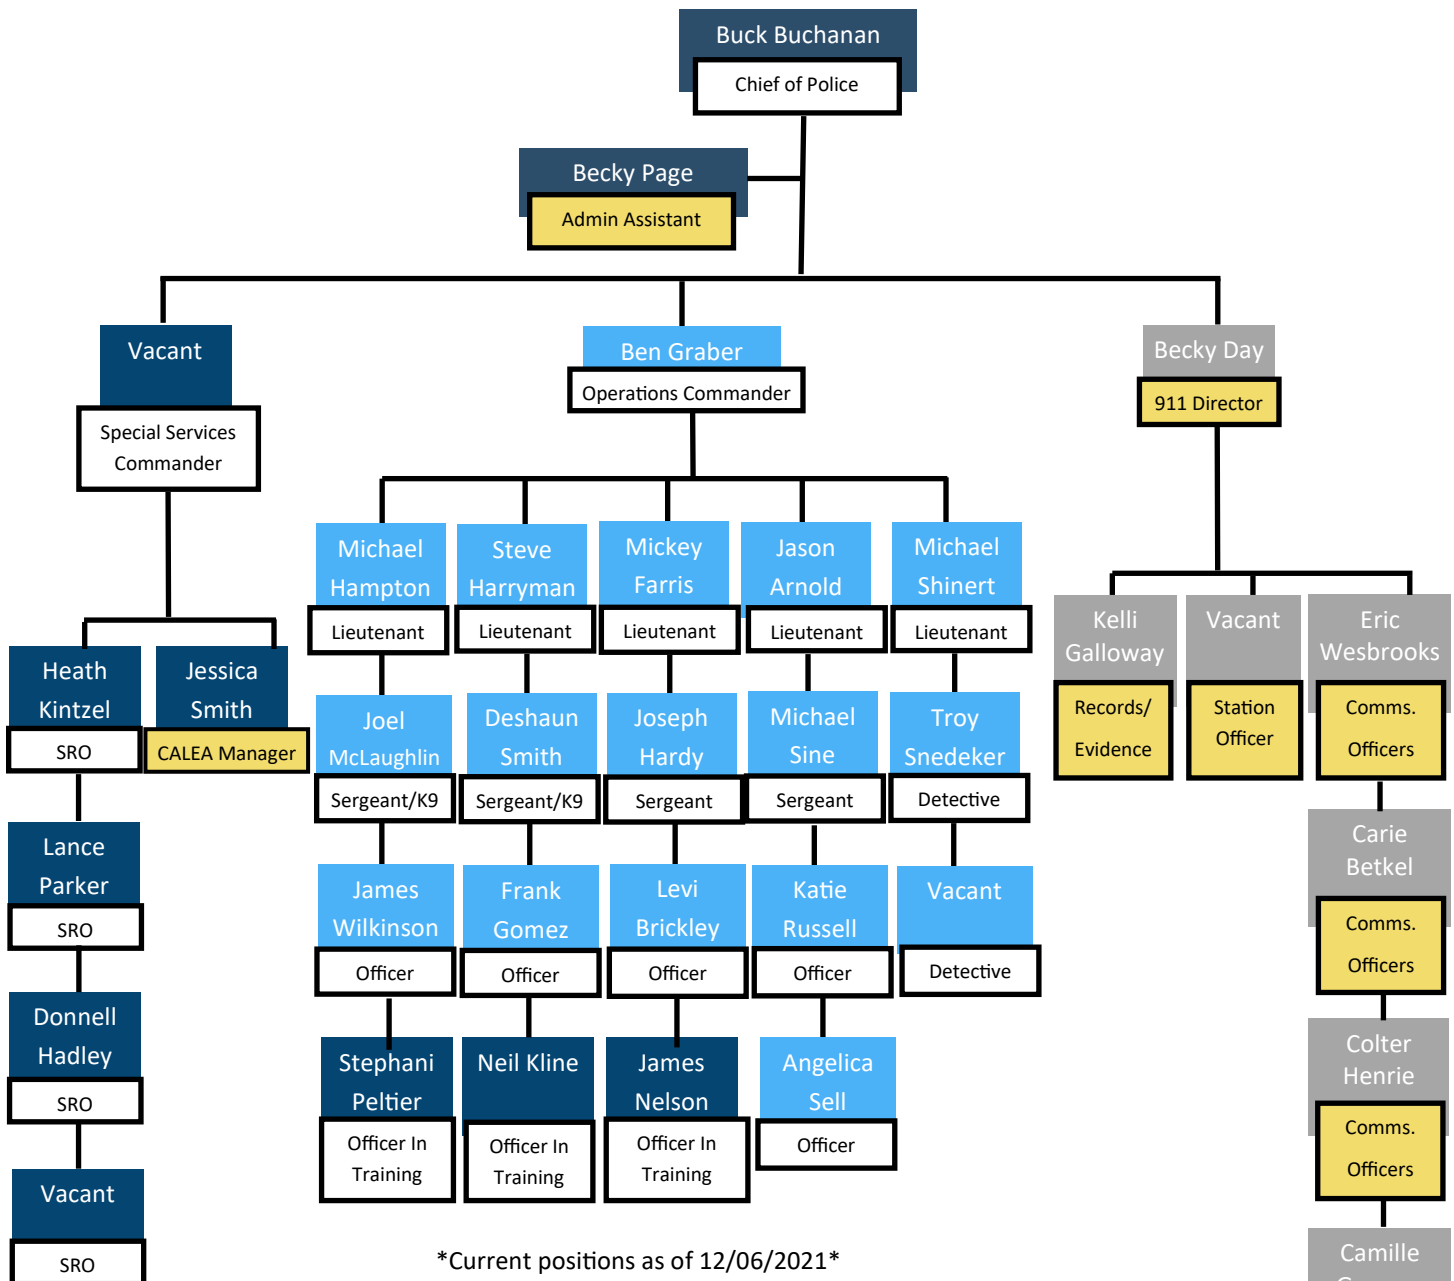 Buck Buchanan
Chief of Police
Becky Page
Admin Assistant
Vacant
Special Services
Commander
Ben Graber
Operations Commander
Becky Day
911 Director
Heath
Kintzel
SRO
Jessica
Smith
CALEA Manager
Lance
Parker
SRO
Donnell
Hadley
SRO
Vacant
SRO
Michael
Hampton
Lieutenant
Joel
McLaughlin
Sergeant/K9
James
Wilkinson
Officer
Stephani
Peltier
Officer In
Training
Steve
Harryman
Lieutenant
Deshaun
Smith
Sergeant/K9
Frank
Gomez
Officer
Neil Kline
Officer In
Training
Mickey
Farris
Lieutenant
Joseph
Hardy
Sergeant
Levi
Brickley
Officer
James
Nelson
Officer In
Training
Jason
Arnold
Lieutenant
Michael
Sine
Sergeant
Katie
Russell
Officer
Angelica
Sell
Officer
Michael
Shinert
Lieutenant
Troy
Snedeker
Detective
Vacant
Detective
Kelli
Galloway
Records/
Evidence
Vacant
Station
Officer
Eric
Wesbrooks
Comms.
Officers
Carie
Betkel
Comms.
Officers
Colter
Henrie
Comms.
Officers
Camille
*Current positions as of 12/06/2021*